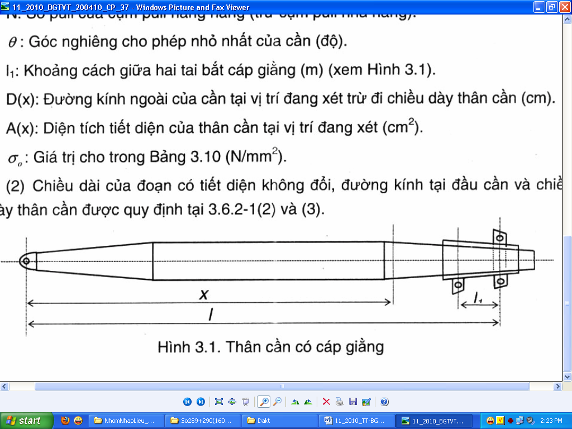 11_2010_DGTVT_200410_CP_37 - Windows Picture and Fax Viewer
θ : Góc nghiêng cho phép nhỏ nhất của cần (độ).
l₁: Khoảng cách giữa hai tai bắt cáp giằng (m) (xem Hình 3.1).
D(x): Đường kính ngoài của cần tại vị trí đang xét trừ đi chiều dày thân cần (cm).
A(x): Diện tích tiết diện của thân cần tại vị trí đang xét (cm²).
σₒ : Giá trị cho trong Bảng 3.10 (N/mm²).
(2) Chiều dài của đoạn có tiết diện không đổi, đường kính tại đầu cần và chiề
ày thân cần được quy định tại 3.6.2-1(2) và (3).
x
l₁
l
Hình 3.1. Thân cần có cáp giằng
start
11_2010_TT BG...
11_2010_DGTVT...
2:23 PM